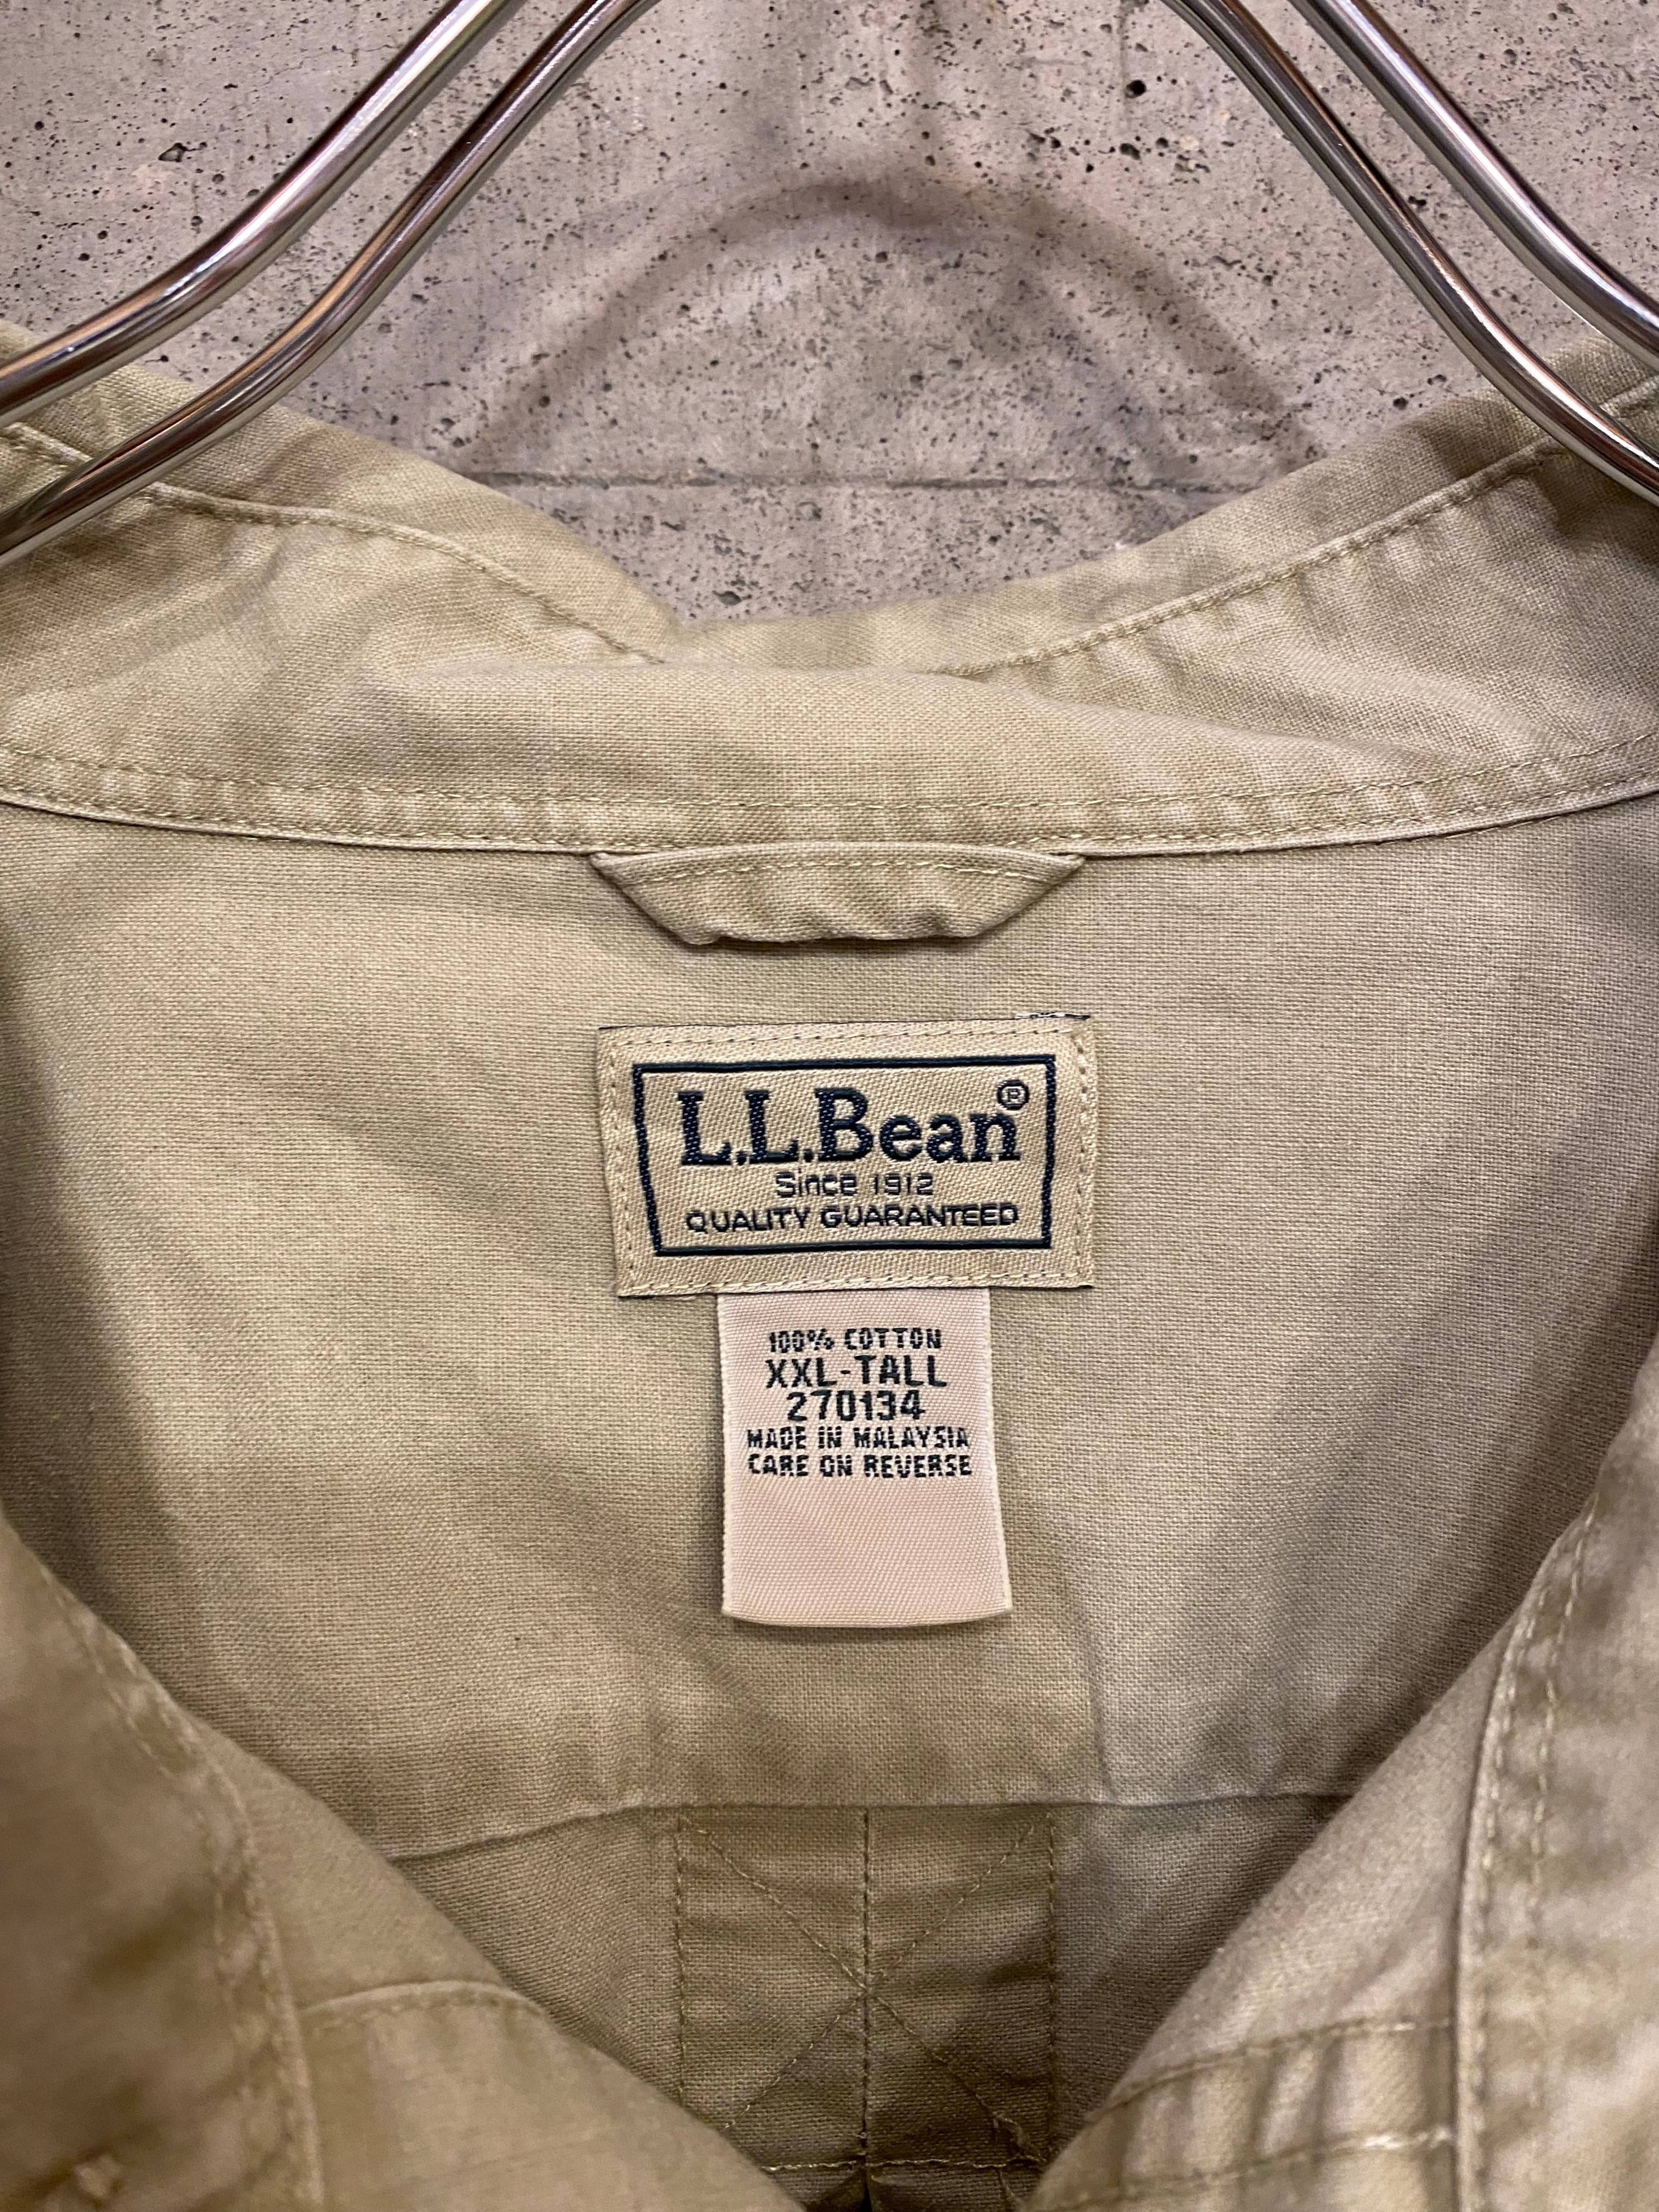 L.L.Bean®
Since 1912
QUALITY GUARANTEED
100% COTTON
XXL-TALL
270134
MADE IN MALAYSIA
CARE ON REVERSE